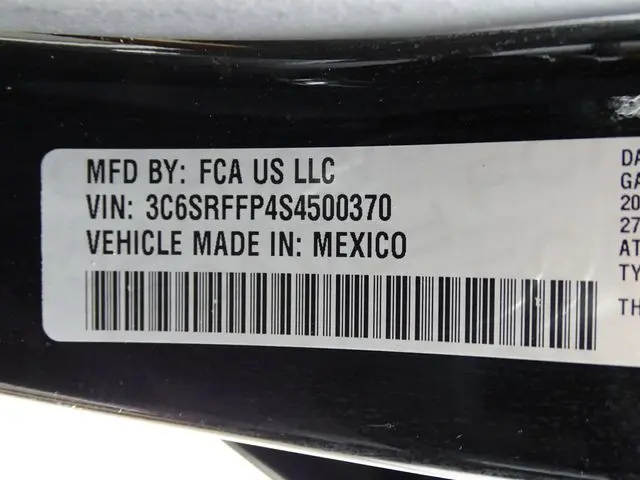 MFD BY: FCA US LLC
VIN: 3C6SRFFP4S4500370
VEHICLE MADE IN: MEXICO
DA
GA
20
27
AT
TY
TH